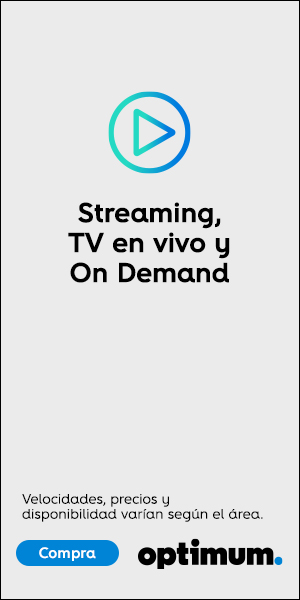 Streaming,
TV en vivo y
On Demand
Velocidades, precios y
disponibilidad varían según el área.
Compra
optimum.